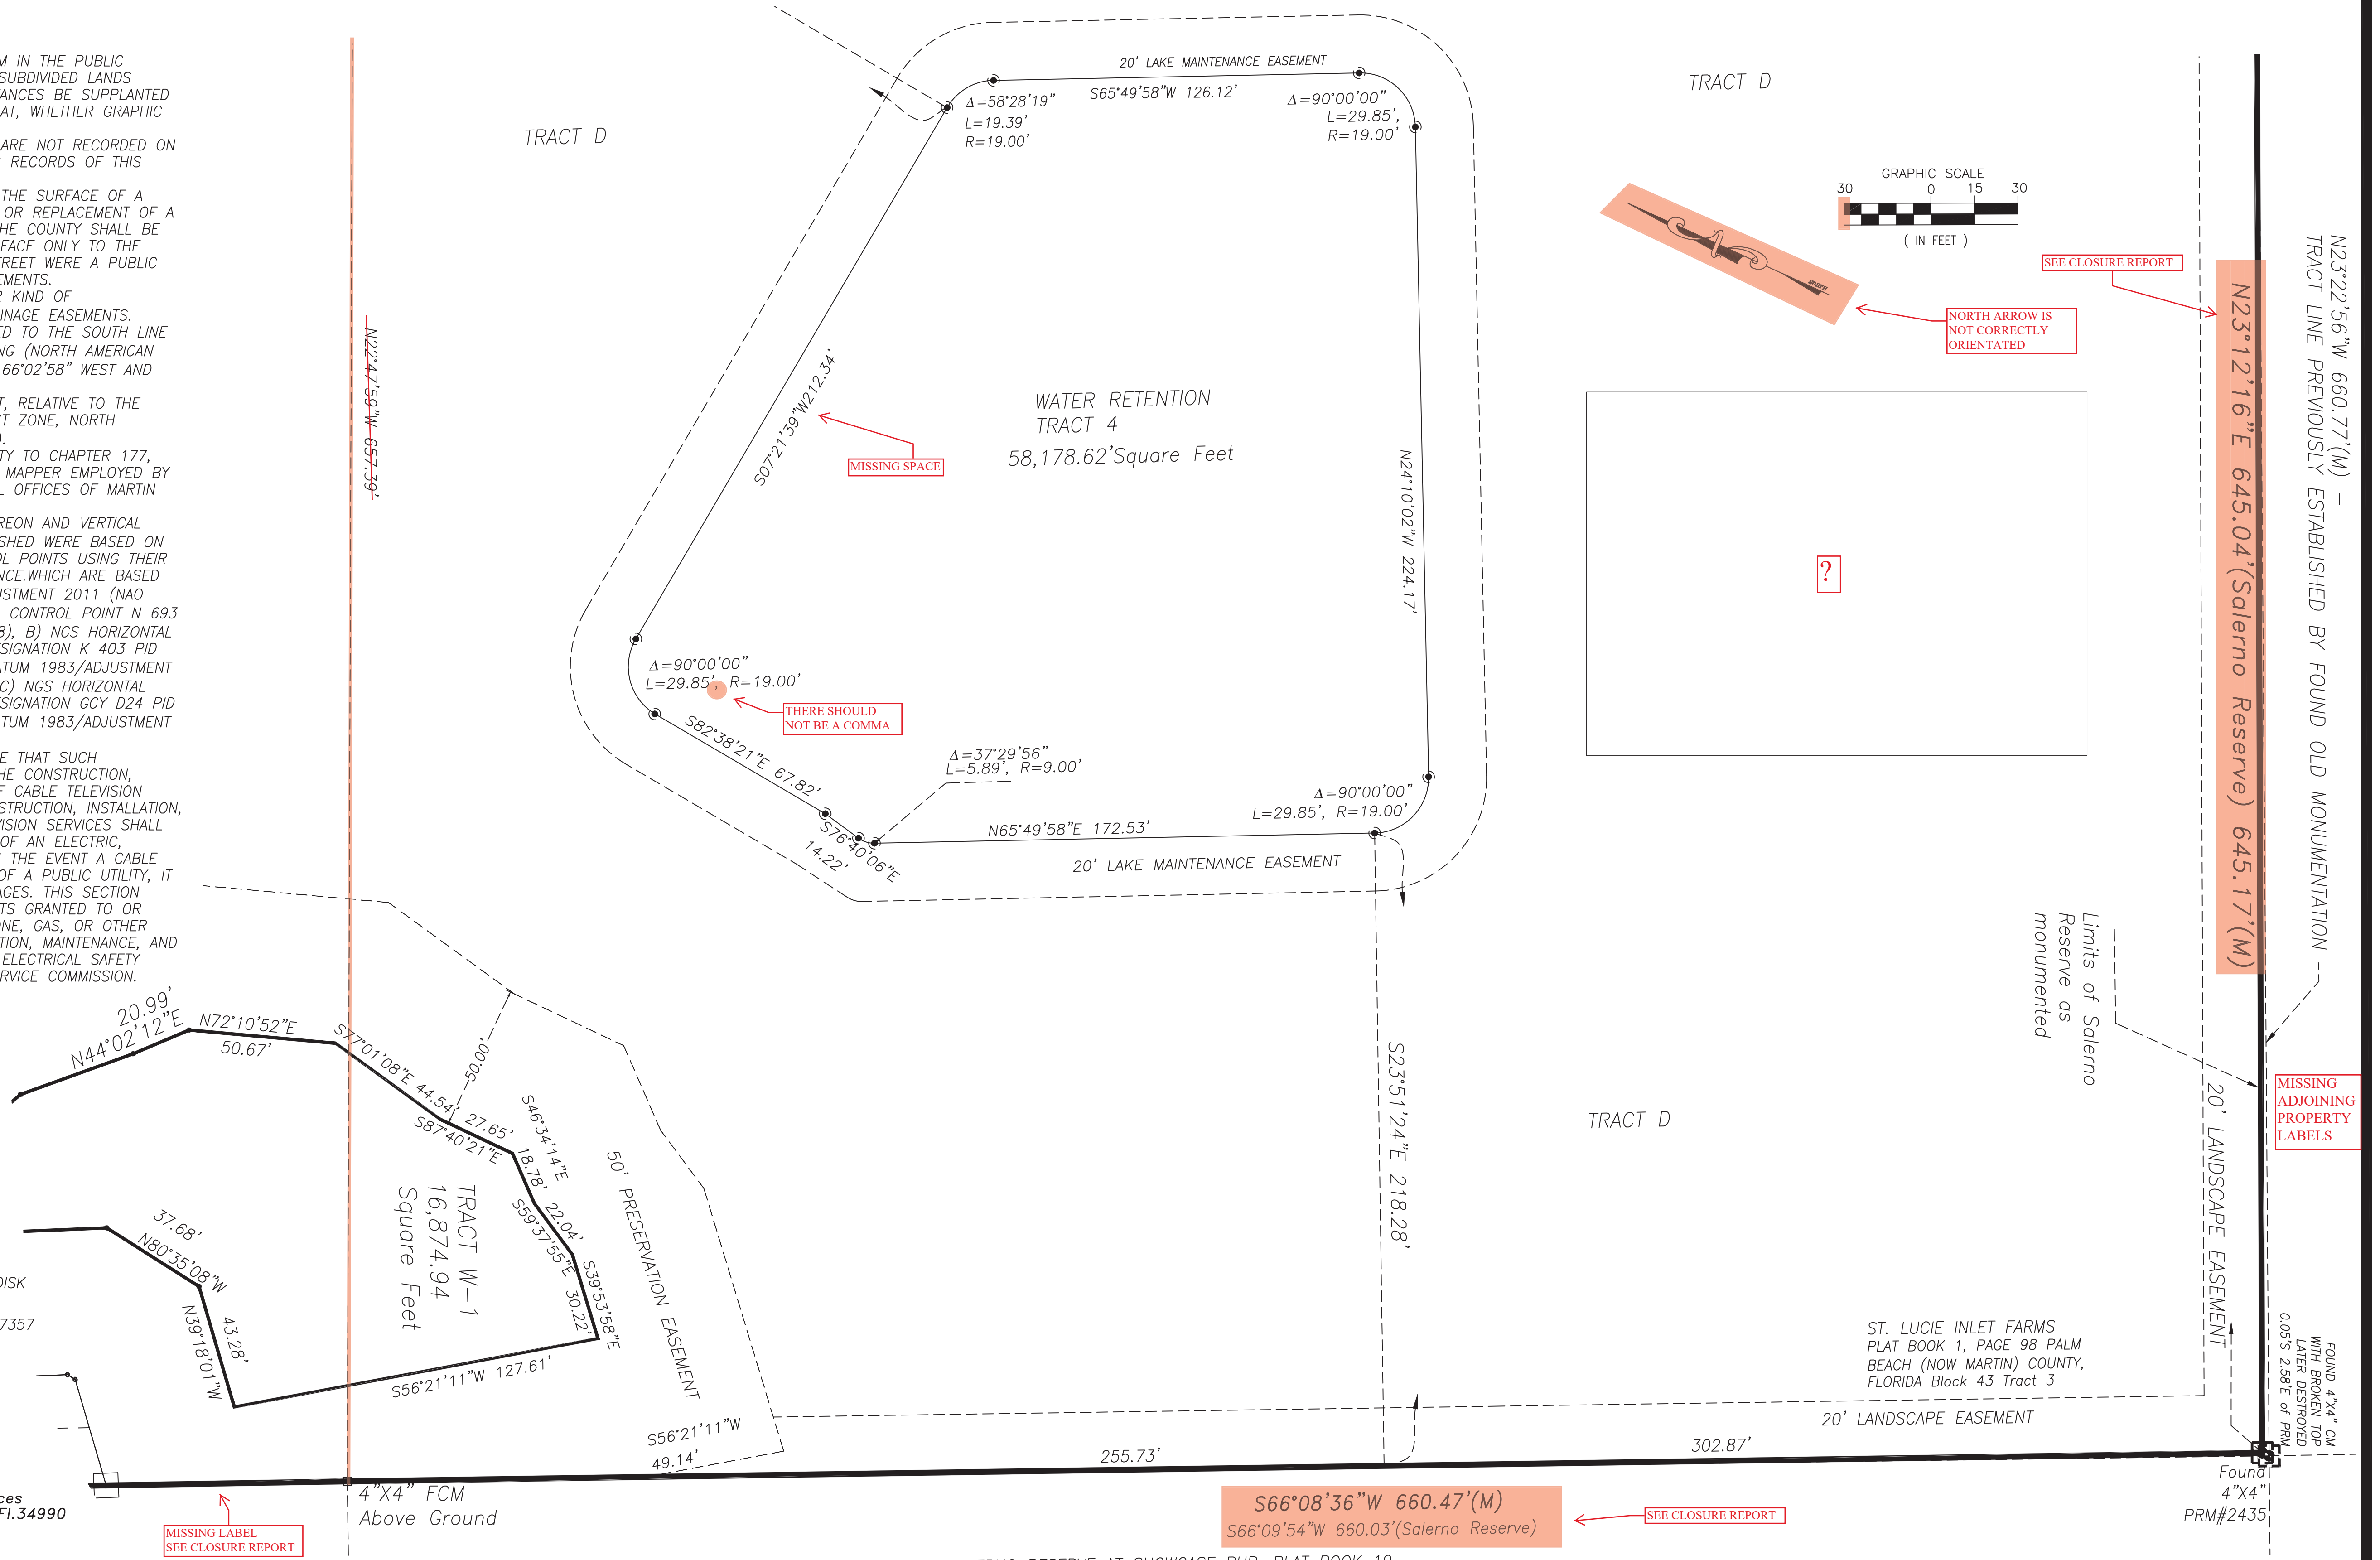 M IN THE PUBLIC
SUBDIVIDED LANDS
TANCES BE SUPPLANTED
AT, WHETHER GRAPHIC
ARE NOT RECORDED ON
RECORDS OF THIS
THE SURFACE OF A
OR REPLACEMENT OF A
HE COUNTY SHALL BE
FACE ONLY TO THE
TREET WERE A PUBLIC
EMENTS.
R KIND OF
INAGE EASEMENTS.
ED TO THE SOUTH LINE
NG (NORTH AMERICAN
66°02'58" WEST AND
T, RELATIVE TO THE
ST ZONE, NORTH
).
TY TO CHAPTER 177,
MAPPER EMPLOYED BY
L OFFICES OF MARTIN
REON AND VERTICAL
SHED WERE BASED ON
OL POINTS USING THEIR
NCE.WHICH ARE BASED
USTMENT 2011 (NAO
CONTROL POINT N 693
8), B) NGS HORIZONTAL
ESIGNATION K 403 PID
ATUM 1983/ADJUSTMENT
C) NGS HORIZONTAL
ESIGNATION GCY D24 PID
ATUM 1983/ADJUSTMENT
E THAT SUCH
HE CONSTRUCTION,
F CABLE TELEVISION
STRUCTION, INSTALLATION,
VISION SERVICES SHALL
OF AN ELECTRIC,
N THE EVENT A CABLE
OF A PUBLIC UTILITY, IT
AGES. THIS SECTION
TS GRANTED TO OR
ONE, GAS, OR OTHER
TION, MAINTENANCE, AND
ELECTRICAL SAFETY
RVICE COMMISSION.
TRACT D
N22°47'59"W 657.39'
20' LAKE MAINTENANCE EASEMENT
S65°49'58"W 126.12'
Δ=58°28'19"
L=19.39'
R=19.00'
Δ=90°00'00"
L=29.85',
R=19.00'
S07°21'39"W212.34'
MISSING SPACE
WATER RETENTION
TRACT 4
58,178.62'Square Feet
N24°10'02"W 224.17'
Δ=90°00'00"
L=29.85', R=19.00'
THERE SHOULD
NOT BE A COMMA
S82°38'21"E 67.82'
S76°40'06"E
14.22'
Δ=37°29'56"
L=5.89', R=9.00'
N65°49'58"E 172.53'
Δ=90°00'00"
L=29.85', R=19.00'
20' LAKE MAINTENANCE EASEMENT
TRACT D
GRAPHIC SCALE
30 0 15 30
( IN FEET )
NORTH
NORTH ARROW IS
NOT CORRECTLY
ORIENTATED
SEE CLOSURE REPORT
?
N23°22'56"W 660.77'(M) -
TRACT LINE PREVIOUSLY ESTABLISHED BY FOUND OLD MONUMENTATION
N23°12'16"E 645.04'(Salerno Reserve) 645.17'(M)
Limits of Salerno
Reserve as
monumented
MISSING
ADJOINING
PROPERTY
LABELS
20' LANDSCAPE EASEMENT
S23°51'24"E 218.28'
TRACT D
20.99'
N44°02'12"E
N72°10'52"E
50.67'
S77°01'08"E 44.54'
50.00'
27.65'
S87°40'21"E
S46°34'14"E
18.78'
22.04'
S59°37'55"E
S39°53'58"E
30.22'
50' PRESERVATION EASEMENT
TRACT W-1
16,874.94
Square Feet
37.68'
N80°35'08"W
43.28'
N39°18'01"W
S56°21'11"W 127.61'
DISK
7357
S56°21'11"W
49.14'
ST. LUCIE INLET FARMS
PLAT BOOK 1, PAGE 98 PALM
BEACH (NOW MARTIN) COUNTY,
FLORIDA Block 43 Tract 3
20' LANDSCAPE EASEMENT
FOUND 4"X4" CM
WITH BROKEN TOP
LATER DESTROYED
0.05'S 2.58'E of PRM
255.73'
302.87'
Found
4"X4"
PRM#2435
4"X4" FCM
Above Ground
ces
Fl.34990
MISSING LABEL
SEE CLOSURE REPORT
S66°08'36"W 660.47'(M)
S66°09'54"W 660.03'(Salerno Reserve)
SEE CLOSURE REPORT